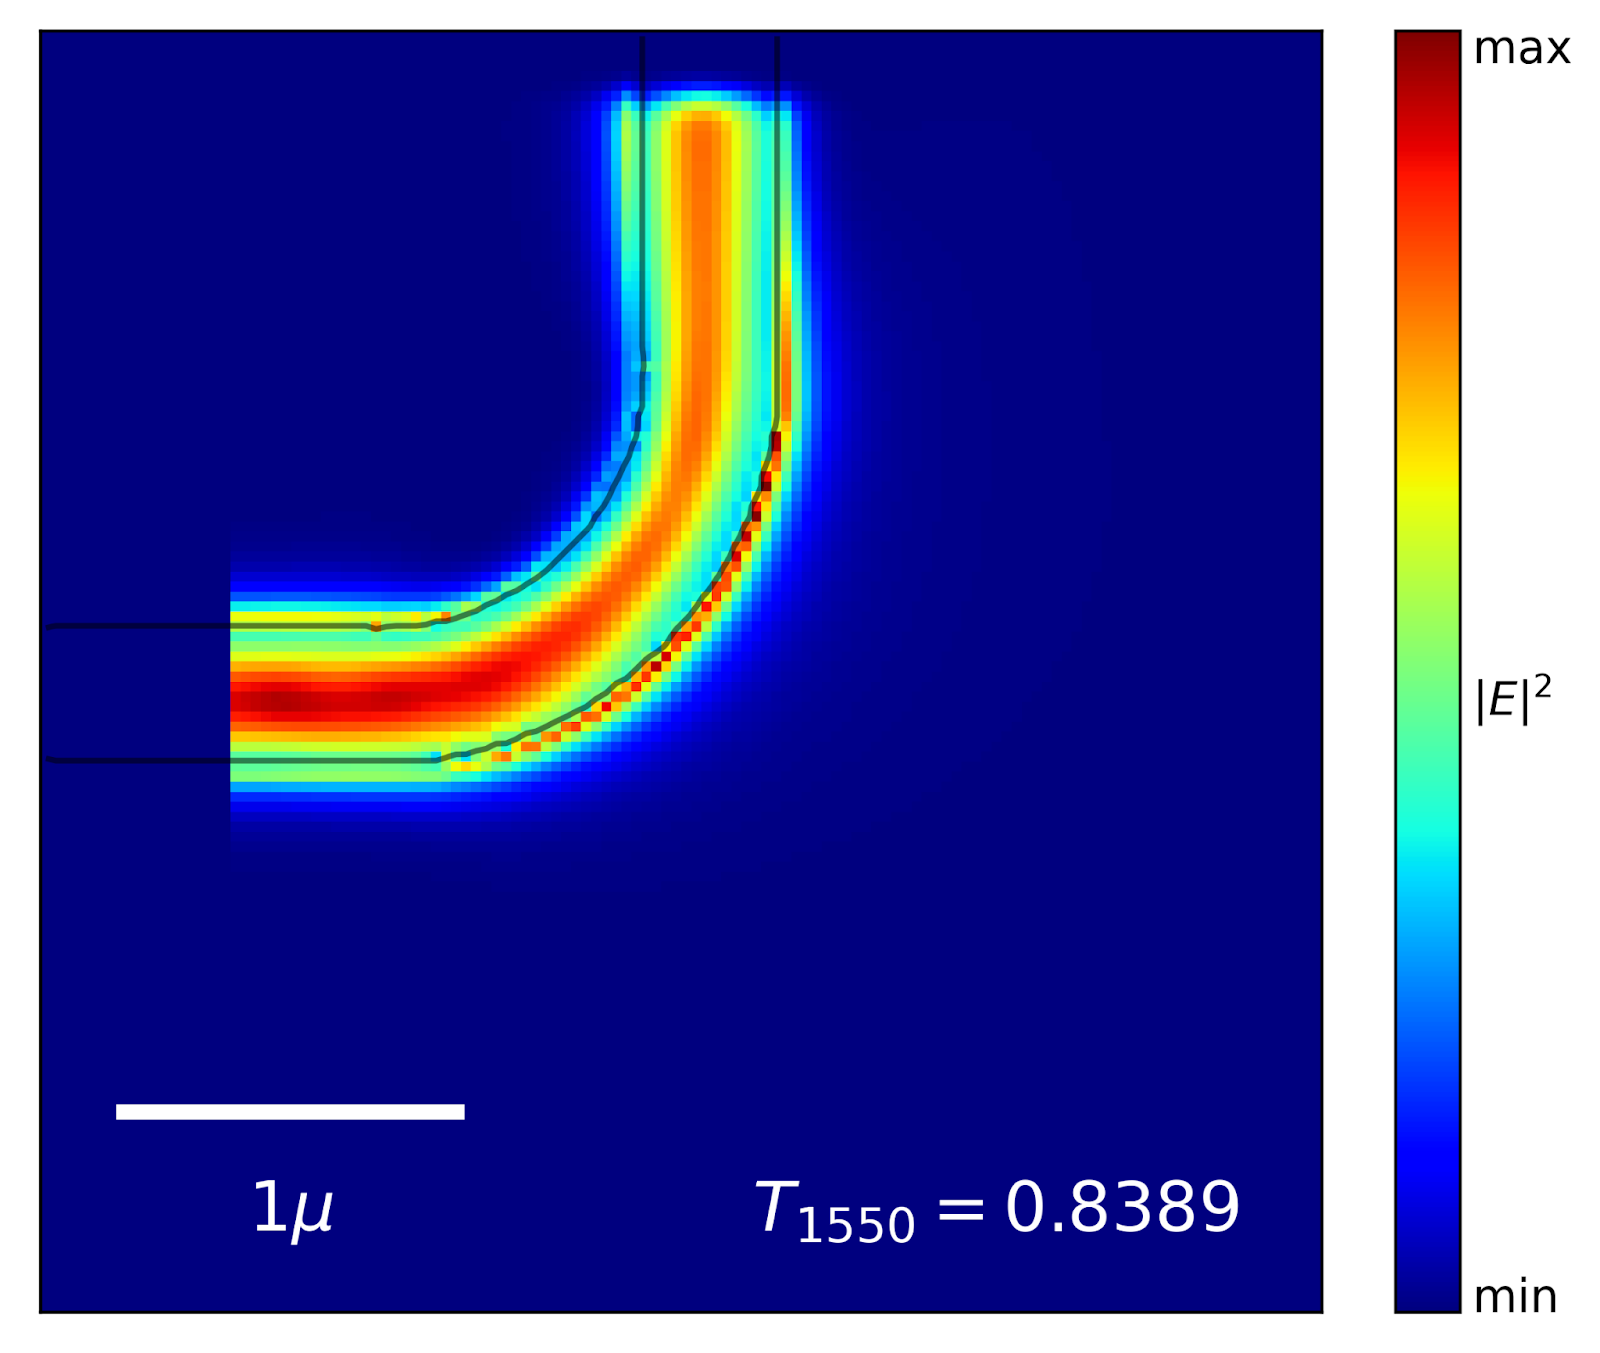 max
|E|²
1μ
T₁₅₅₀ = 0.8389
min